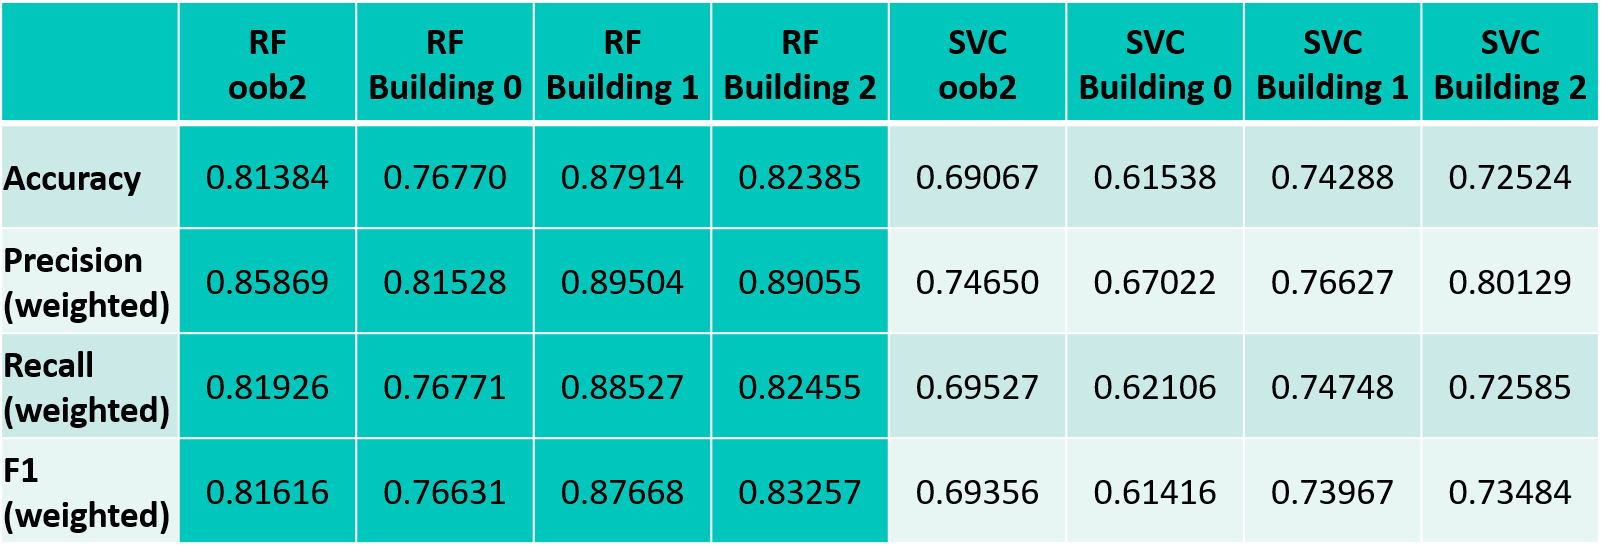 RF RF RF RF SVC SVC SVC SVC
oob2 Building 0 Building 1 Building 2 oob2 Building 0 Building 1 Building 2
Accuracy 0.81384 0.76770 0.87914 0.82385 0.69067 0.61538 0.74288 0.72524
Precision
(weighted) 0.85869 0.81528 0.89504 0.89055 0.74650 0.67022 0.76627 0.80129
Recall
(weighted) 0.81926 0.76771 0.88527 0.82455 0.69527 0.62106 0.74748 0.72585
F1
(weighted) 0.81616 0.76631 0.87668 0.83257 0.69356 0.61416 0.73967 0.73484